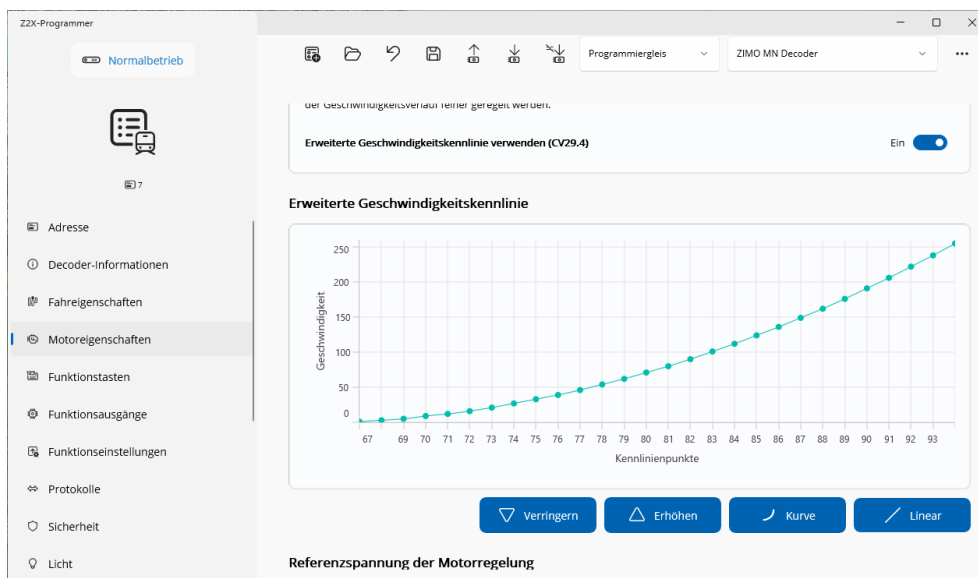 Z2X-Programmer
Normalbetrieb
Programmiergleis
ZIMO MN Decoder
7
Adresse
Decoder-Informationen
Fahreigenschaften
Motoreigenschaften
Funktionstasten
Funktionsausgänge
Funktionseinstellungen
Protokolle
Sicherheit
Licht
der Geschwindigkeitsverlauf feiner geregelt werden.
Erweiterte Geschwindigkeitskennlinie verwenden (CV29.4)
Ein
Erweiterte Geschwindigkeitskennlinie
Geschwindigkeit
250
200
150
100
50
0
67 69 70 71 72 73 74 75 76 77 78 79 80 81 82 83 84 85 86 87 88 89 90 91 92 93
Kennlinienpunkte
Verringern
Erhöhen
Kurve
Linear
Referenzspannung der Motorregelung